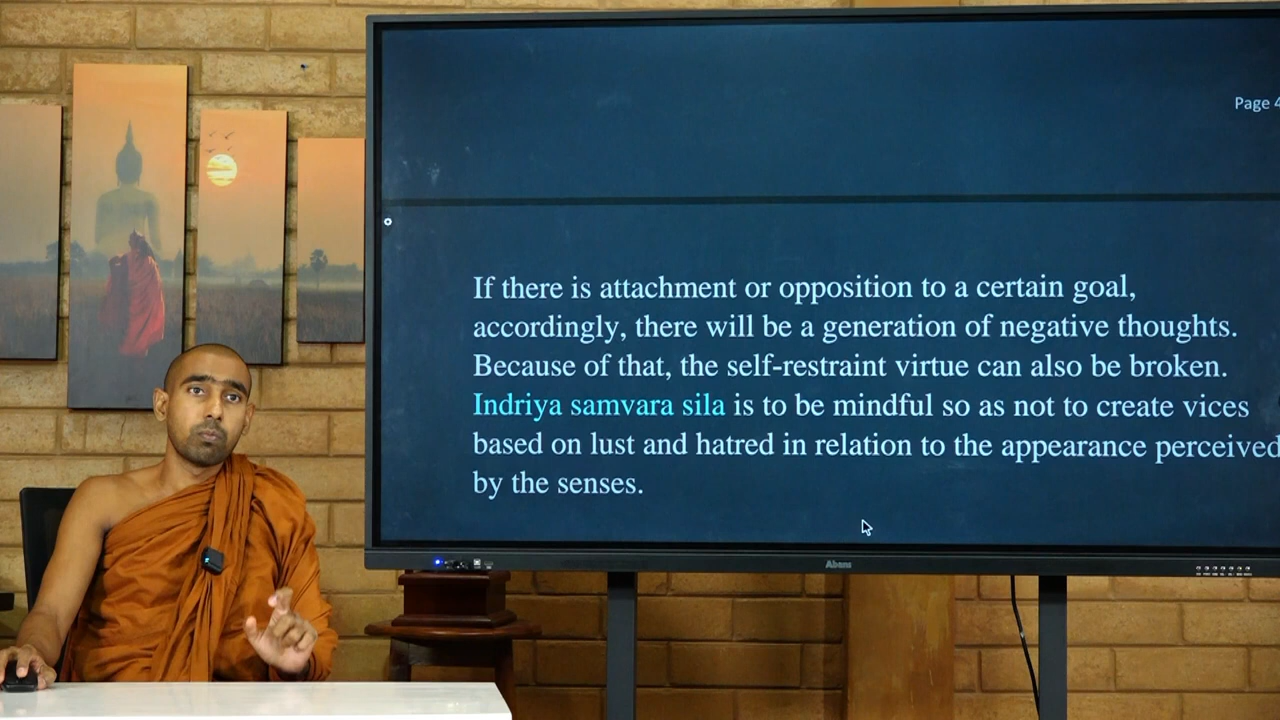 Page 4
If there is attachment or opposition to a certain goal,
accordingly, there will be a generation of negative thoughts.
Because of that, the self-restraint virtue can also be broken.
Indriya samvara sila is to be mindful so as not to create vices
based on lust and hatred in relation to the appearance perceived
by the senses.
Abans